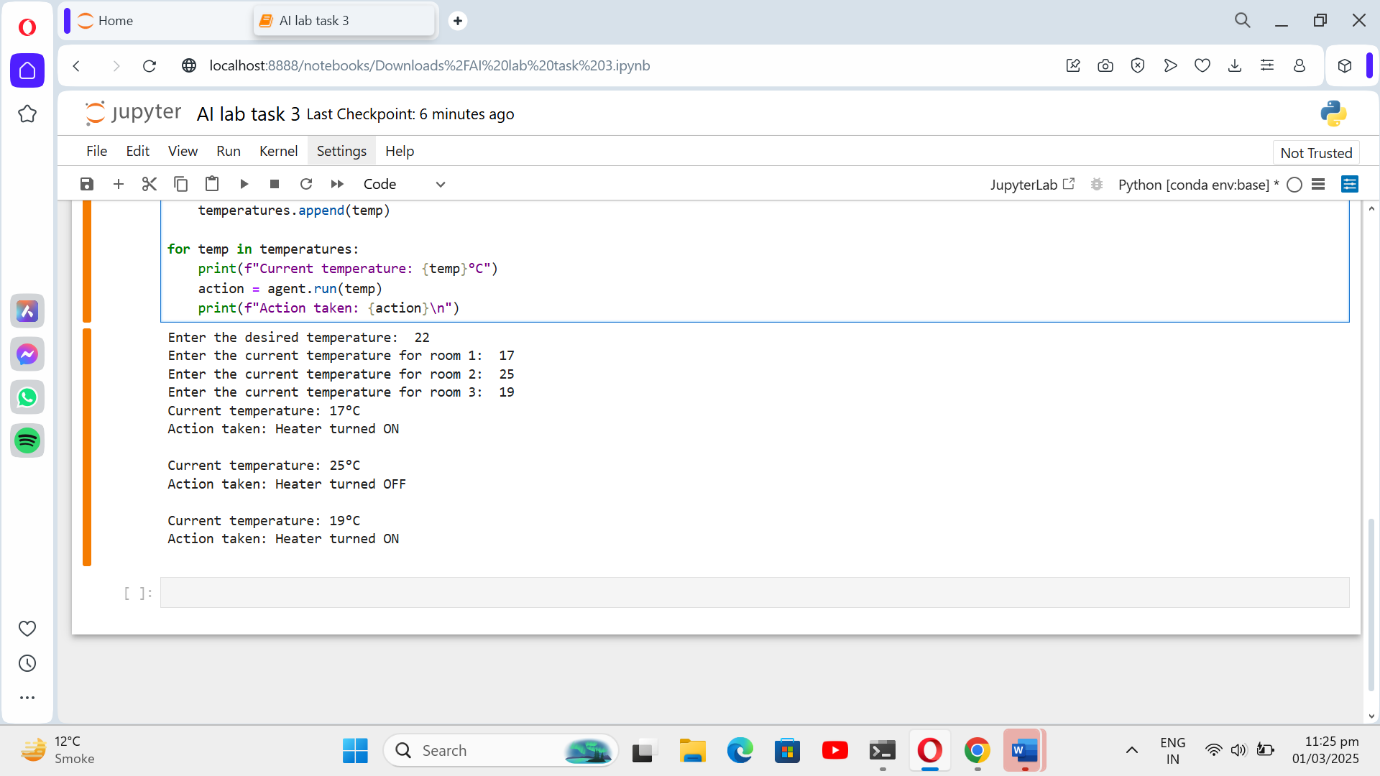 Home
AI lab task 3
localhost:8888/notebooks/Downloads%2FAI%20lab%20task%203.ipynb
jupyter AI lab task 3 Last Checkpoint: 6 minutes ago
File Edit View Run Kernel Settings Help
Not Trusted
Code
JupyterLab
Python [conda env:base] *
temperatures.append(temp)
for temp in temperatures:
print(f"Current temperature: {temp}°C")
action = agent.run(temp)
print(f"Action taken: {action}\n")
Enter the desired temperature:  22
Enter the current temperature for room 1:  17
Enter the current temperature for room 2:  25
Enter the current temperature for room 3:  19
Current temperature: 17°C
Action taken: Heater turned ON
Current temperature: 25°C
Action taken: Heater turned OFF
Current temperature: 19°C
Action taken: Heater turned ON
[ ]:
12°C
Smoke
Search
ENG
IN
11:25 pm
01/03/2025